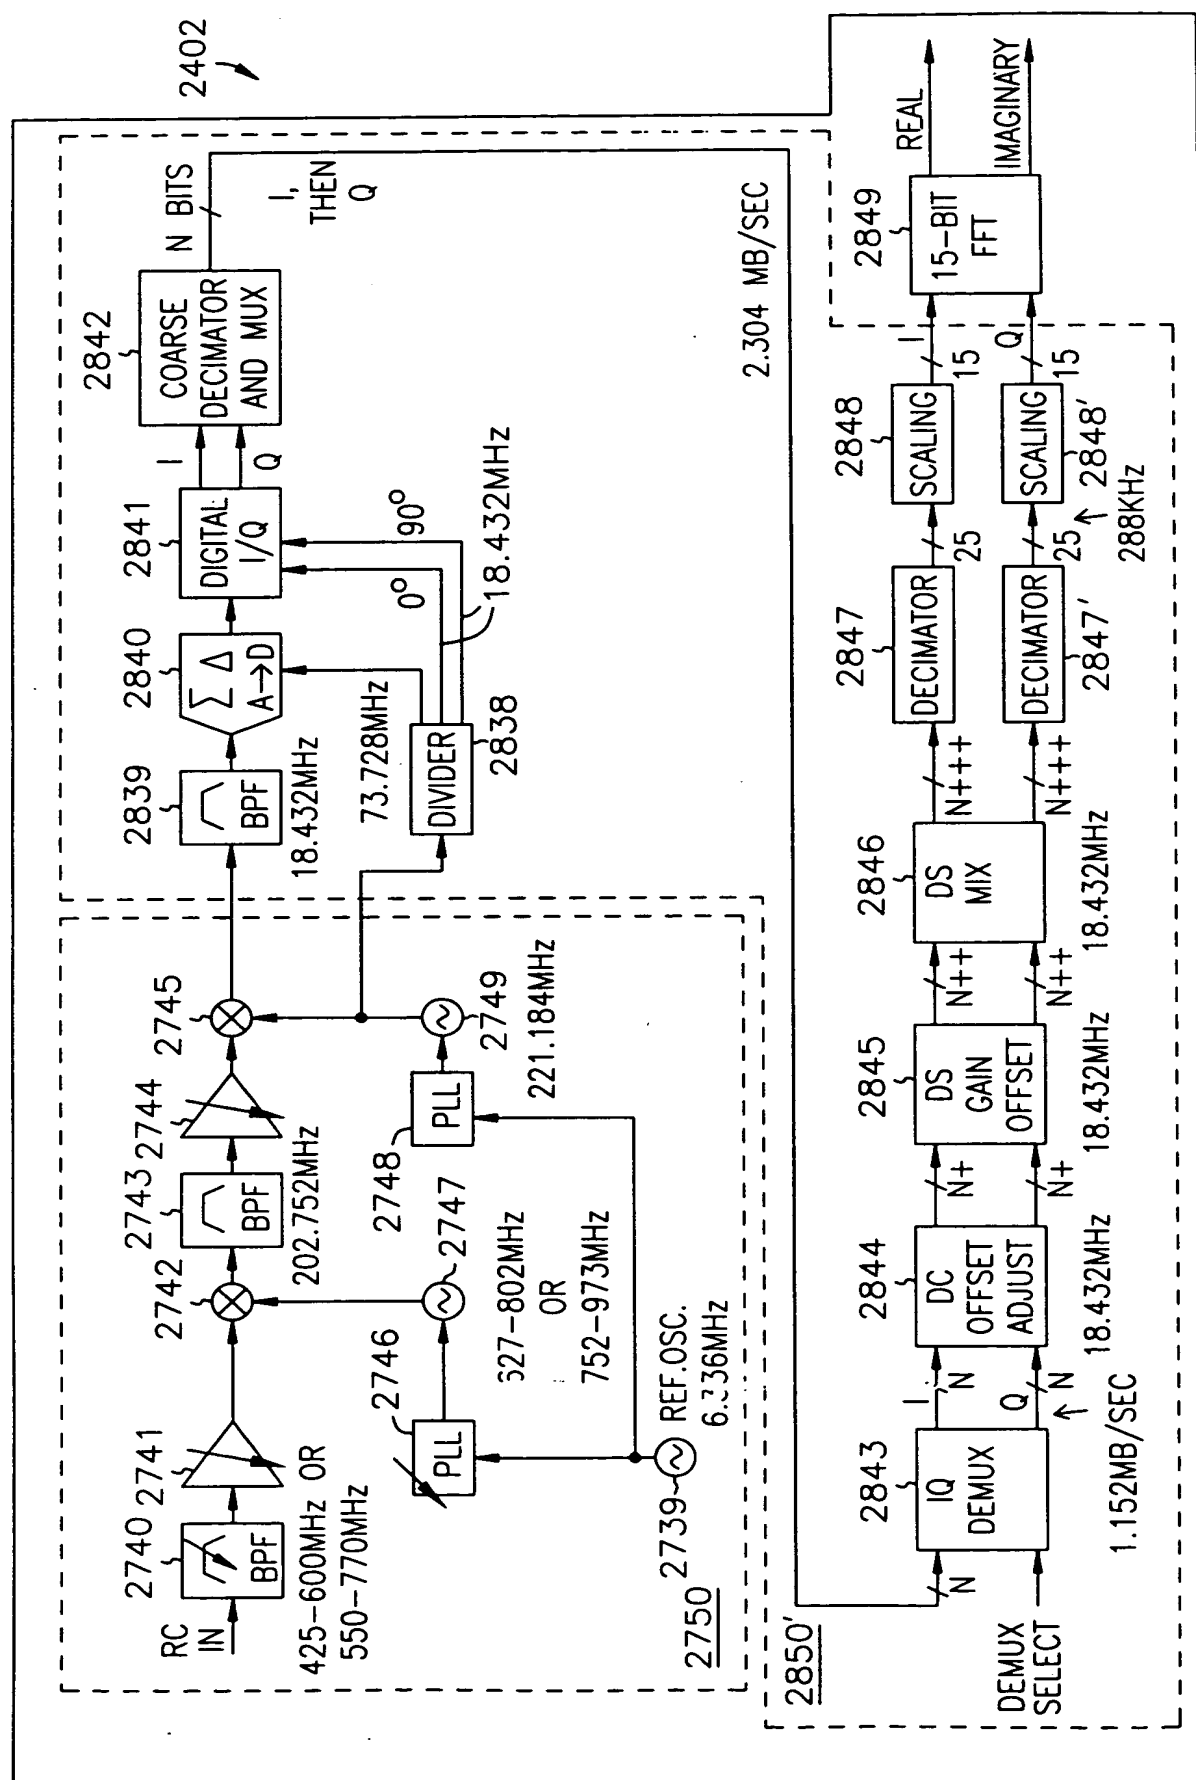 2402
RC
IN
2740
BPF
425-600MHz OR
550-770MHz
2741
2742
2743
BPF
202.752MHz
2744
2745
2746
PLL
2747
627-802MHz
OR
752-973MHz
2748
PLL
2749
221.184MHz
2739
REF.OSC.
2750
2839
BPF
18.432MHz
2840
Σ Δ
A→D
2841
DIGITAL
I/Q
I
Q
2842
COARSE
DECIMATOR
AND MUX
N BITS
I,
THEN
Q
73.728MHz
DIVIDER
2838
0°
90°
18.432MHz
2.304 MB/SEC
2850'
N
DEMUX
SELECT
2843
IQ
DEMUX
I
N
Q
N
1.152MB/SEC
2844
DC
OFFSET
ADJUST
18.432MHz
N+
N+
2845
DS
GAIN
OFFSET
18.432MHz
N++
N++
2846
DS
MIX
18.432MHz
N+++
N+++
2847
DECIMATOR
DECIMATOR
2847'
25
25
2848
SCALING
SCALING
2848'
288KHz
I
15
Q
15
2849
15-BIT
FFT
REAL
IMAGINARY